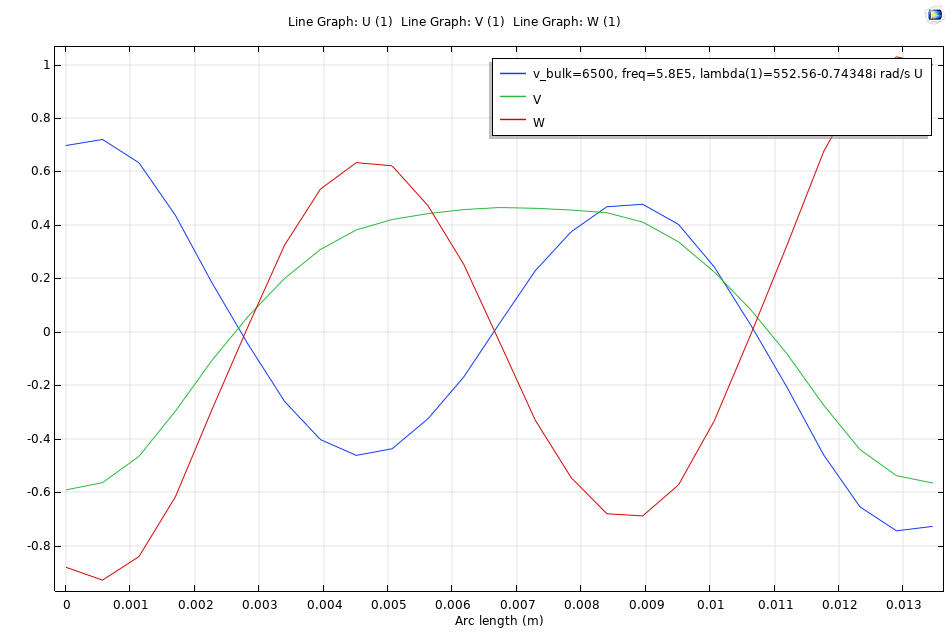 Line Graph: U (1) Line Graph: V (1) Line Graph: W (1)
v_bulk=6500, freq=5.8E5, lambda(1)=552.56-0.74348i rad/s U
V
W
1
0.8
0.6
0.4
0.2
0
-0.2
-0.4
-0.6
-0.8
0 0.001 0.002 0.003 0.004 0.005 0.006 0.007 0.008 0.009 0.01 0.011 0.012 0.013
Arc length (m)